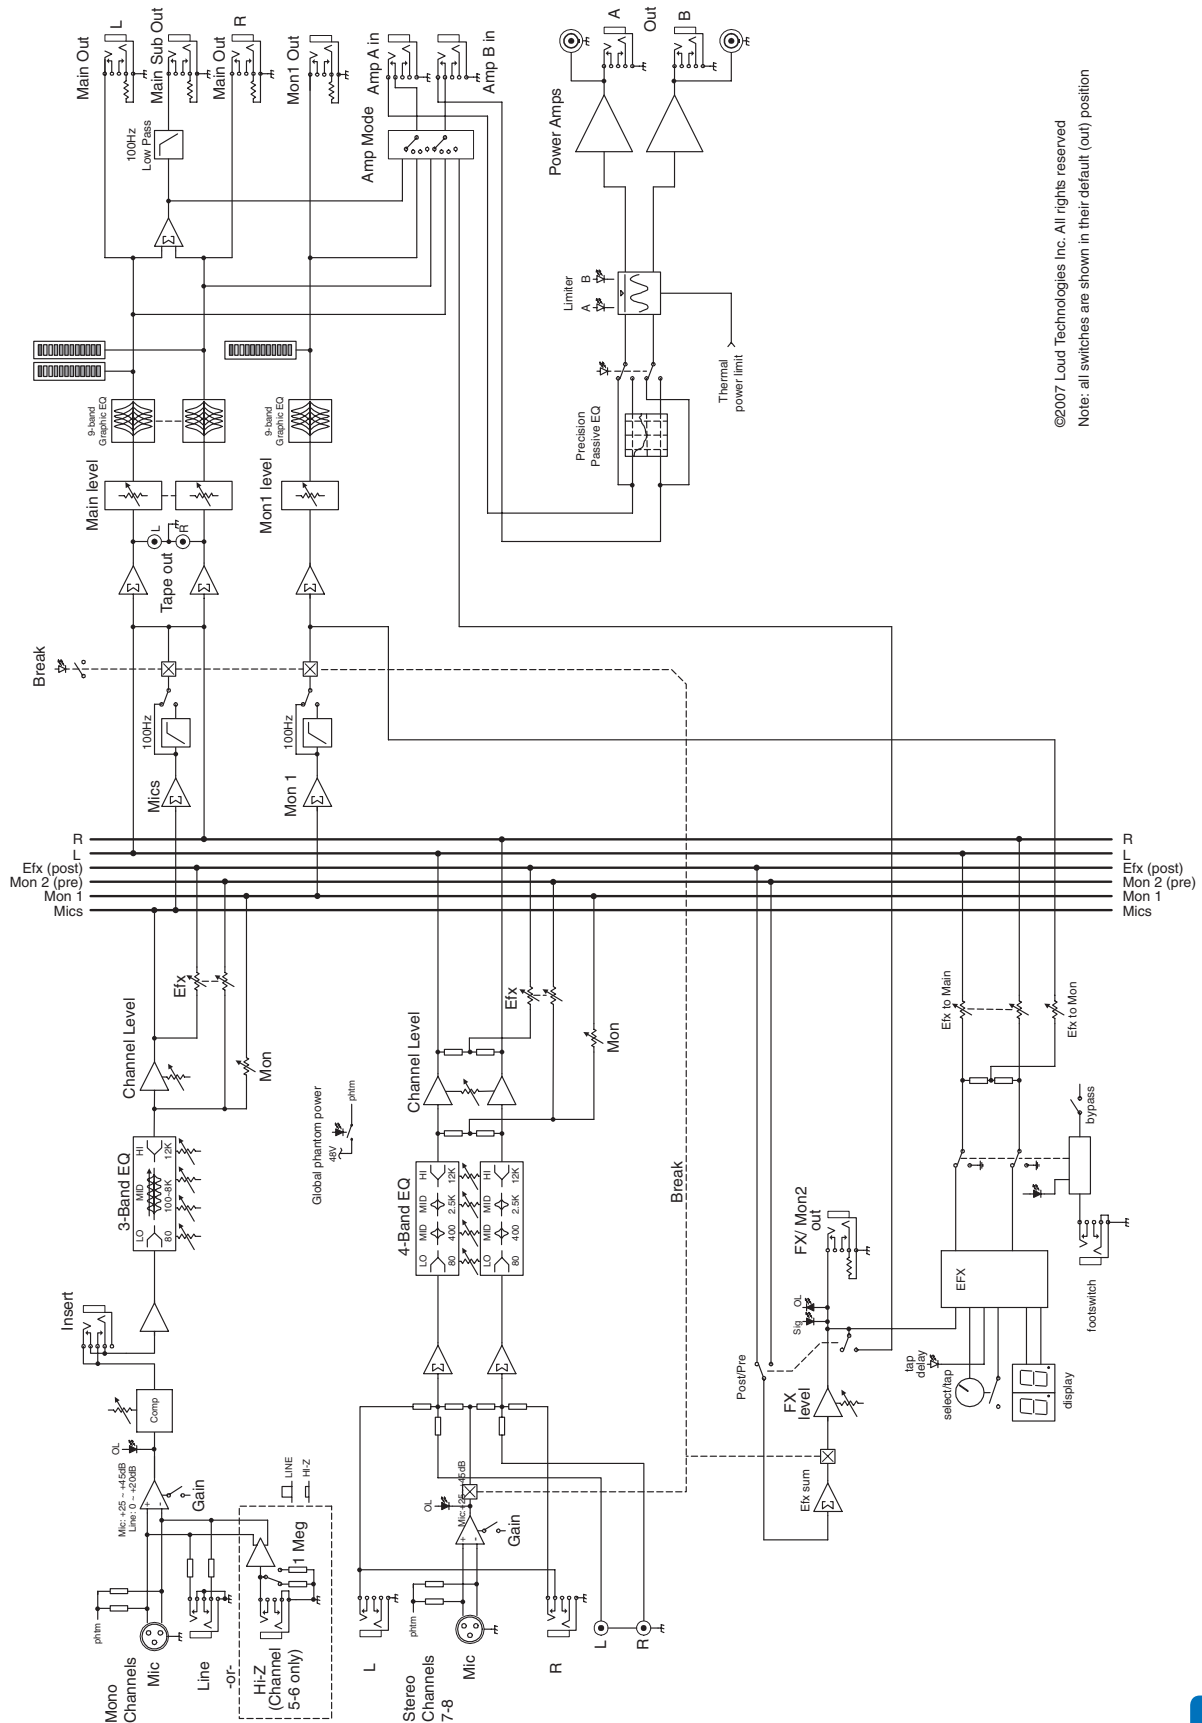 Main Out
L
Main Sub Out
Main Out
R
Mon1 Out
Amp A in
Amp B in
A
Out
B
100Hz
Low Pass
Amp Mode
Power Amps
Limiter
A
B
Thermal
power limit
Precision
Passive EQ
9-band
Graphic EQ
9-band
Graphic EQ
Main level
Mon1 level
L
R
Tape out
Break
100Hz
100Hz
Mics
Mon 1
R
L
Efx (post)
Mon 2 (pre)
Mon 1
Mics
R
L
Efx (post)
Mon 2 (pre)
Mon 1
Mics
Efx
Channel Level
Mon
Efx
Channel Level
Mon
Efx to Main
Efx to Mon
3-Band EQ
LO
MID
HI
80
100-8K
12K
Global phantom power
48V
phtm
4-Band EQ
LO
MID
MID
HI
80
400
2.5K
12K
80
400
2.5K
12K
Break
bypass
FX/ Mon2
out
OL
Sig
EFX
footswitch
Insert
Comp
OL
Mic: +25 ~ +45dB
Line: 0 ~ +20dB
Gain
LINE
HI-Z
1 Meg
phtm
Mono
Channels
Mic
Line
-or-
Hi-Z
(Channel
5-6 only)
OL
Mic: +25 +45dB
Gain
phtm
L
Stereo
Channels
7-8
Mic
R
L
R
Post/Pre
FX
level
Efx sum
tap
delay
select/tap
display
©2007 Loud Technologies Inc. All rights reserved
Note: all switches are shown in their default (out) position